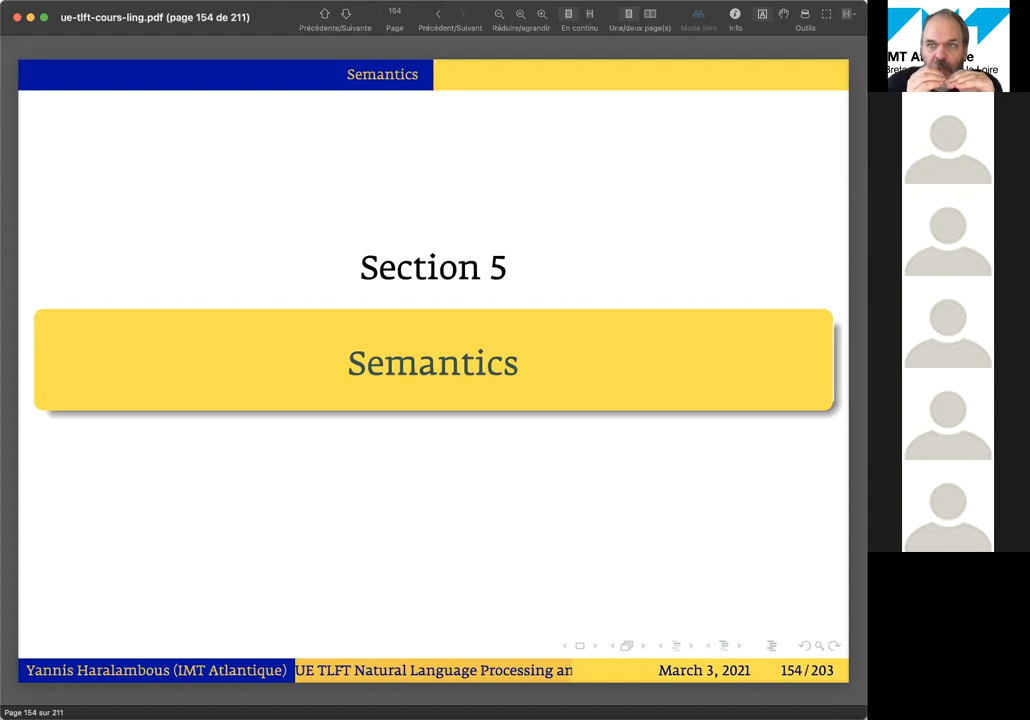 ue-tlft-cours-ling.pdf (page 154 de 211)
154
Précédente/Suivante
Page
Précédent/Suivant
Réduire/agrandir
En continu
Une/deux page(s)
Mode livre
Info
Outils
Semantics
Section 5
Semantics
Yannis Haralambous (IMT Atlantique)
UE TLFT Natural Language Processing an
March 3, 2021
154/203
Page 154 sur 211